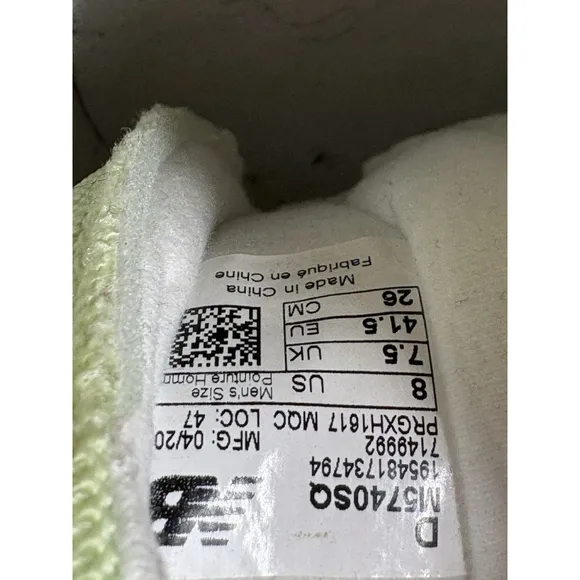 D
M5740SQ
195481734794
7149992
PRGXH1617 MQC LOC: 47
MFG: 04/20
Men's Size
Pointure Homm
8 US
7.5 UK
41.5 EU
26 CM
Made in China
Fabriqué en Chine